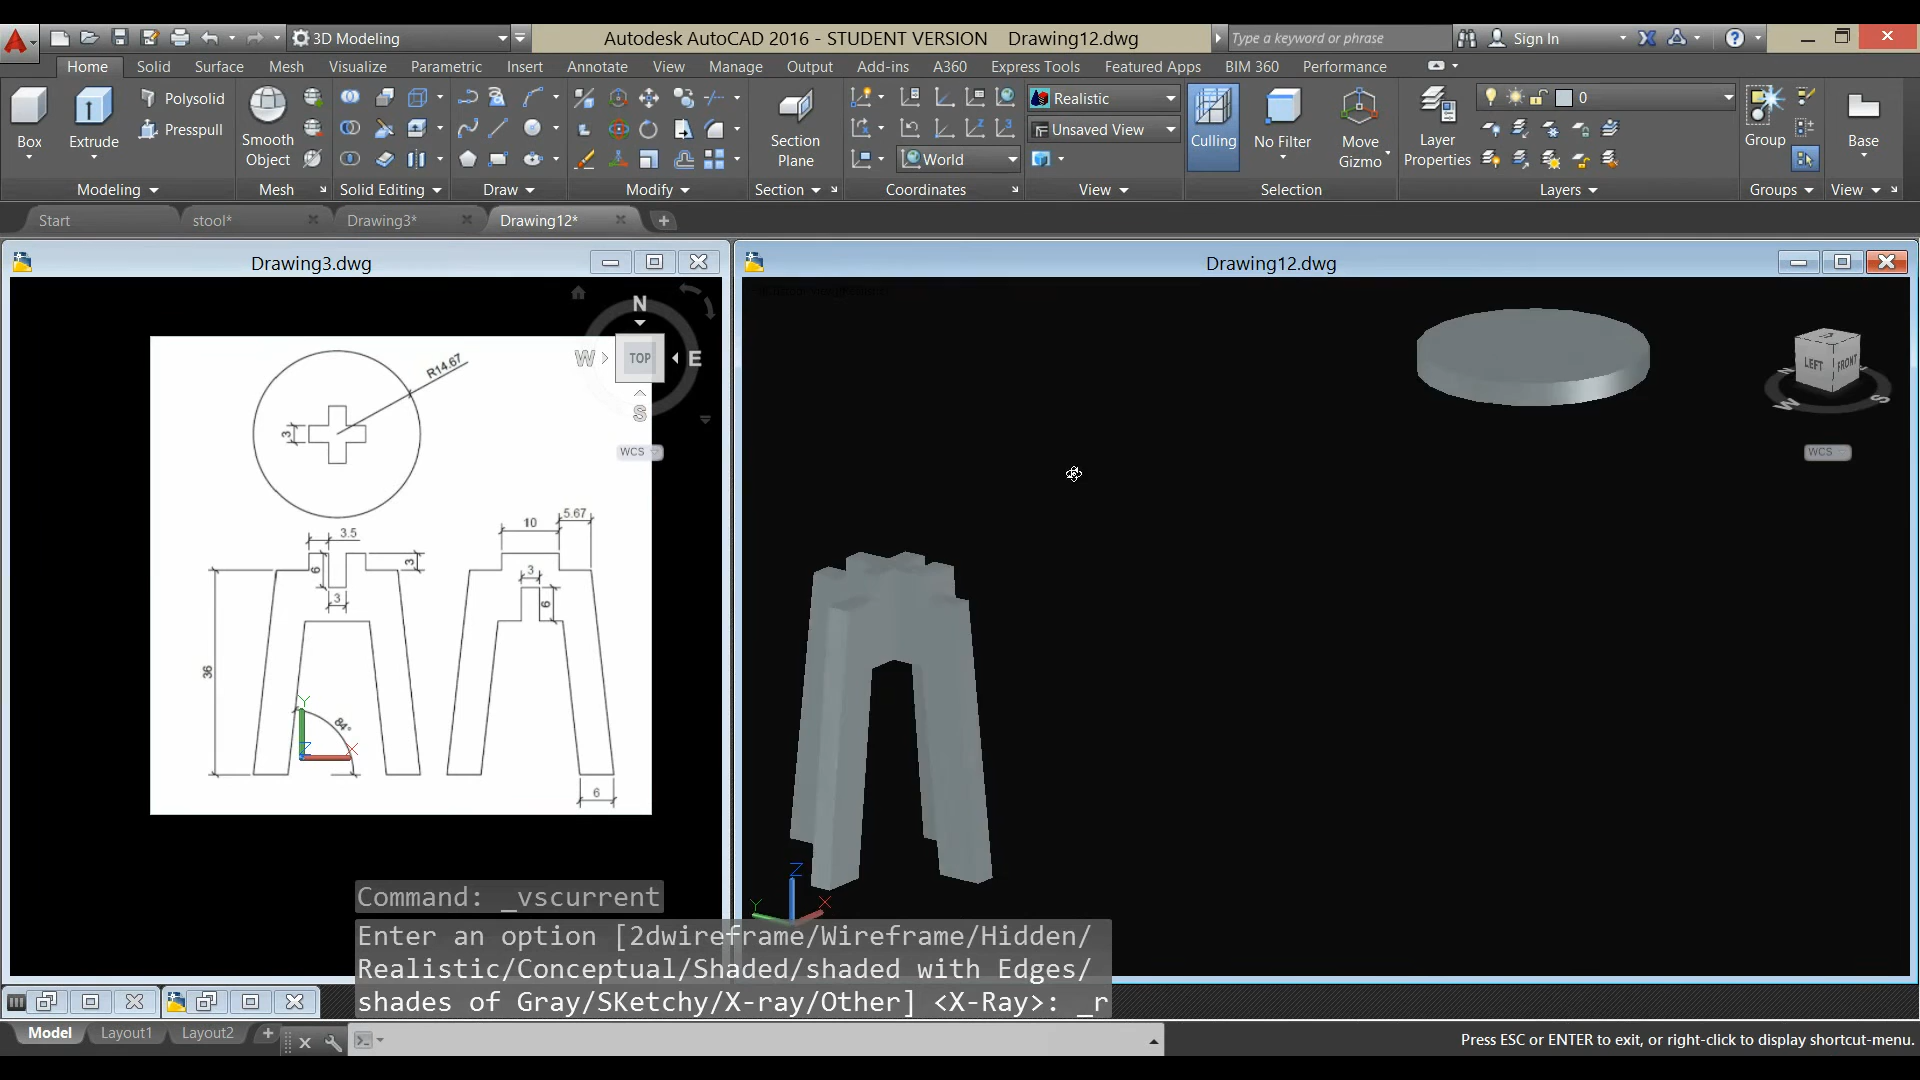 3D Modeling
Autodesk AutoCAD 2016 - STUDENT VERSION Drawing12.dwg
Type a keyword or phrase
Sign In
Home Solid Surface Mesh Visualize Parametric Insert Annotate View Manage Output Add-ins A360 Express Tools Featured Apps BIM 360 Performance
Box
Extrude
Polysolid
Presspull
Smooth Object
Section Plane
World
Realistic
Unsaved View
Culling
No Filter
Move Gizmo
Layer Properties
0
Group
Base
Modeling Mesh Solid Editing Draw Modify Section Coordinates View Selection Layers Groups View
Start stool* Drawing3* Drawing12*
Drawing3.dwg
Drawing12.dwg
N
W TOP E
S
WCS
R14.67
3
3.5
6
3
3
36
84°
10
5.67
3
6
6
Y
Z
X
LEFT FRONT
W S
WCS
Z
Y
X
Command: _vscurrent
Enter an option [2dwireframe/Wireframe/Hidden/
Realistic/Conceptual/Shaded/shaded with Edges/
shades of Gray/SKetchy/X-ray/Other] <X-Ray>: _r
Model Layout1 Layout2
Press ESC or ENTER to exit, or right-click to display shortcut-menu.